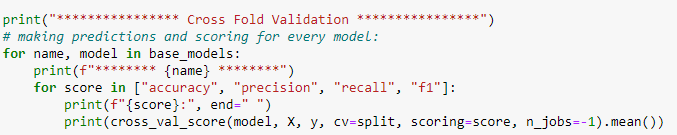 print("**************** Cross Fold Validation ****************")
# making predictions and scoring for every model:
for name, model in base_models:
    print(f"******** {name} ********")
    for score in ["accuracy", "precision", "recall", "f1"]:
        print(f"{score}:", end=" ")
        print(cross_val_score(model, X, y, cv=split, scoring=score, n_jobs=-1).mean())